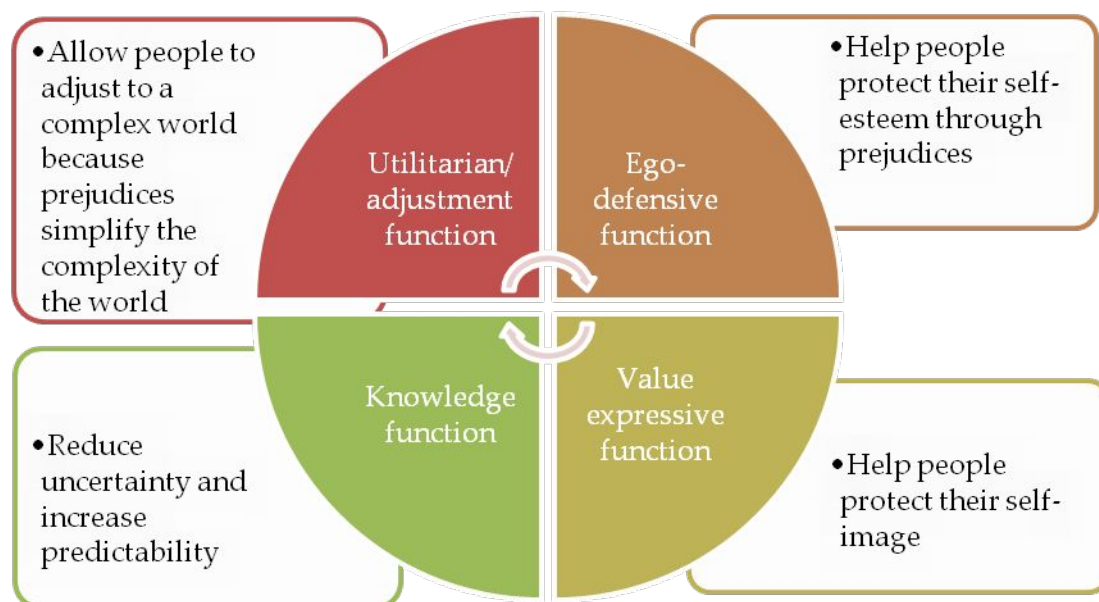 •Allow people to
adjust to a
complex world
because
prejudices
simplify the
complexity of
the world
Utilitarian/
adjustment
function
Ego-
defensive
function
•Help people
protect their self-
esteem through
prejudices
•Reduce
uncertainty and
increase
predictability
Knowledge
function
Value
expressive
function
•Help people
protect their self-
image